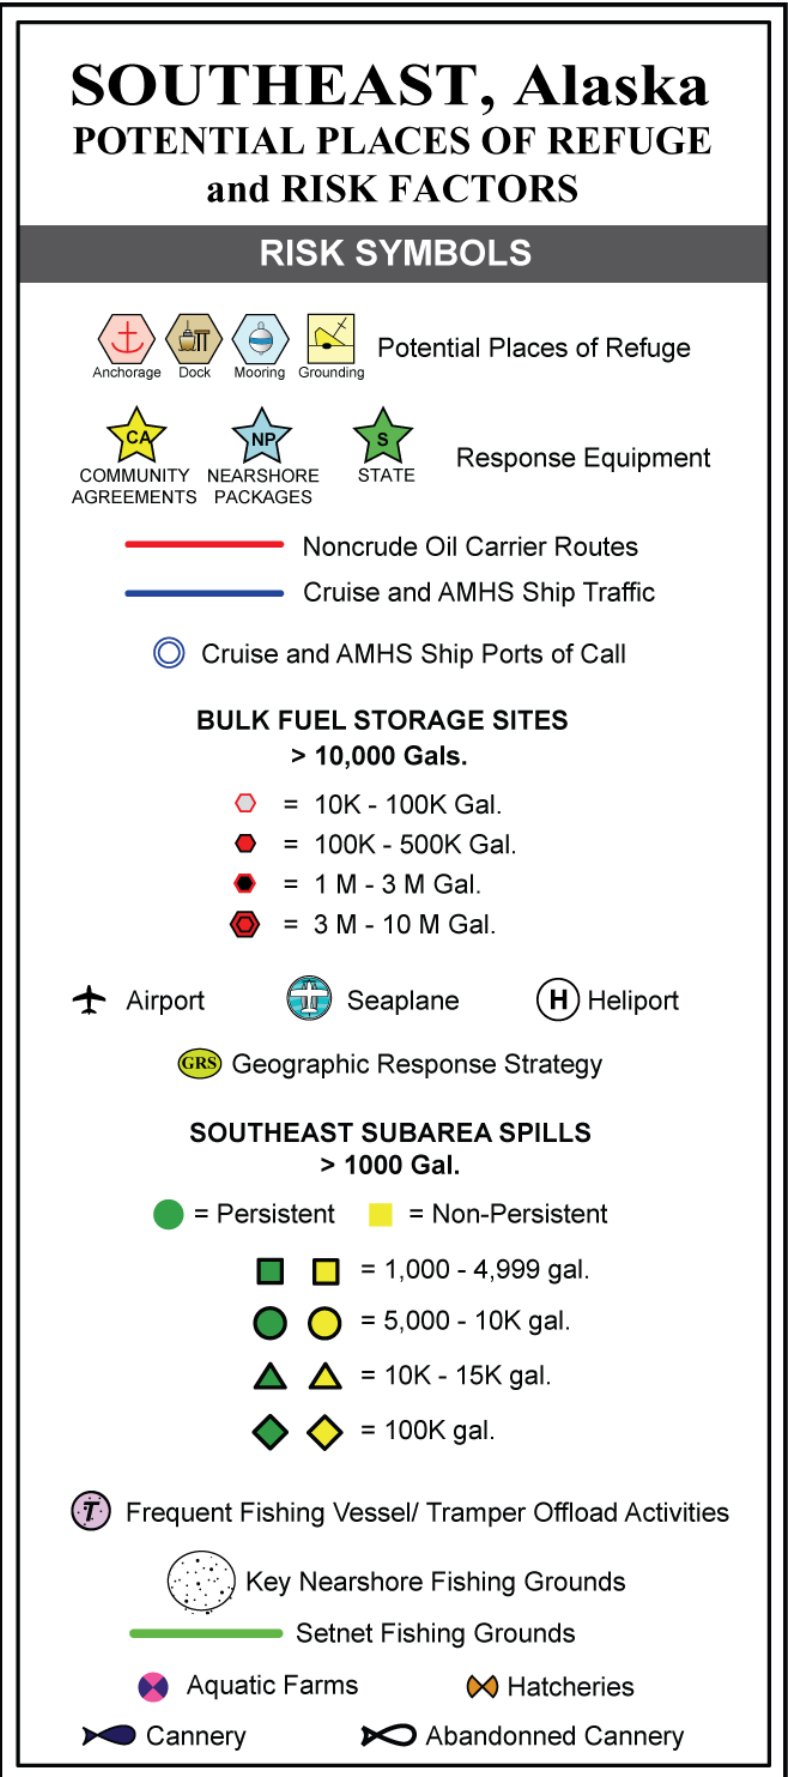 SOUTHEAST, Alaska
POTENTIAL PLACES OF REFUGE
and RISK FACTORS
RISK SYMBOLS
Anchorage Dock Mooring Grounding
Potential Places of Refuge
CA NP S
COMMUNITY AGREEMENTS
NEARSHORE PACKAGES
STATE
Response Equipment
Noncrude Oil Carrier Routes
Cruise and AMHS Ship Traffic
Cruise and AMHS Ship Ports of Call
BULK FUEL STORAGE SITES
> 10,000 Gals.
= 10K - 100K Gal.
= 100K - 500K Gal.
= 1 M - 3 M Gal.
= 3 M - 10 M Gal.
Airport Seaplane H Heliport
GRS Geographic Response Strategy
SOUTHEAST SUBAREA SPILLS
> 1000 Gal.
= Persistent = Non-Persistent
= 1,000 - 4,999 gal.
= 5,000 - 10K gal.
= 10K - 15K gal.
= 100K gal.
T Frequent Fishing Vessel/ Tramper Offload Activities
Key Nearshore Fishing Grounds
Setnet Fishing Grounds
Aquatic Farms Hatcheries
Cannery Abandonned Cannery